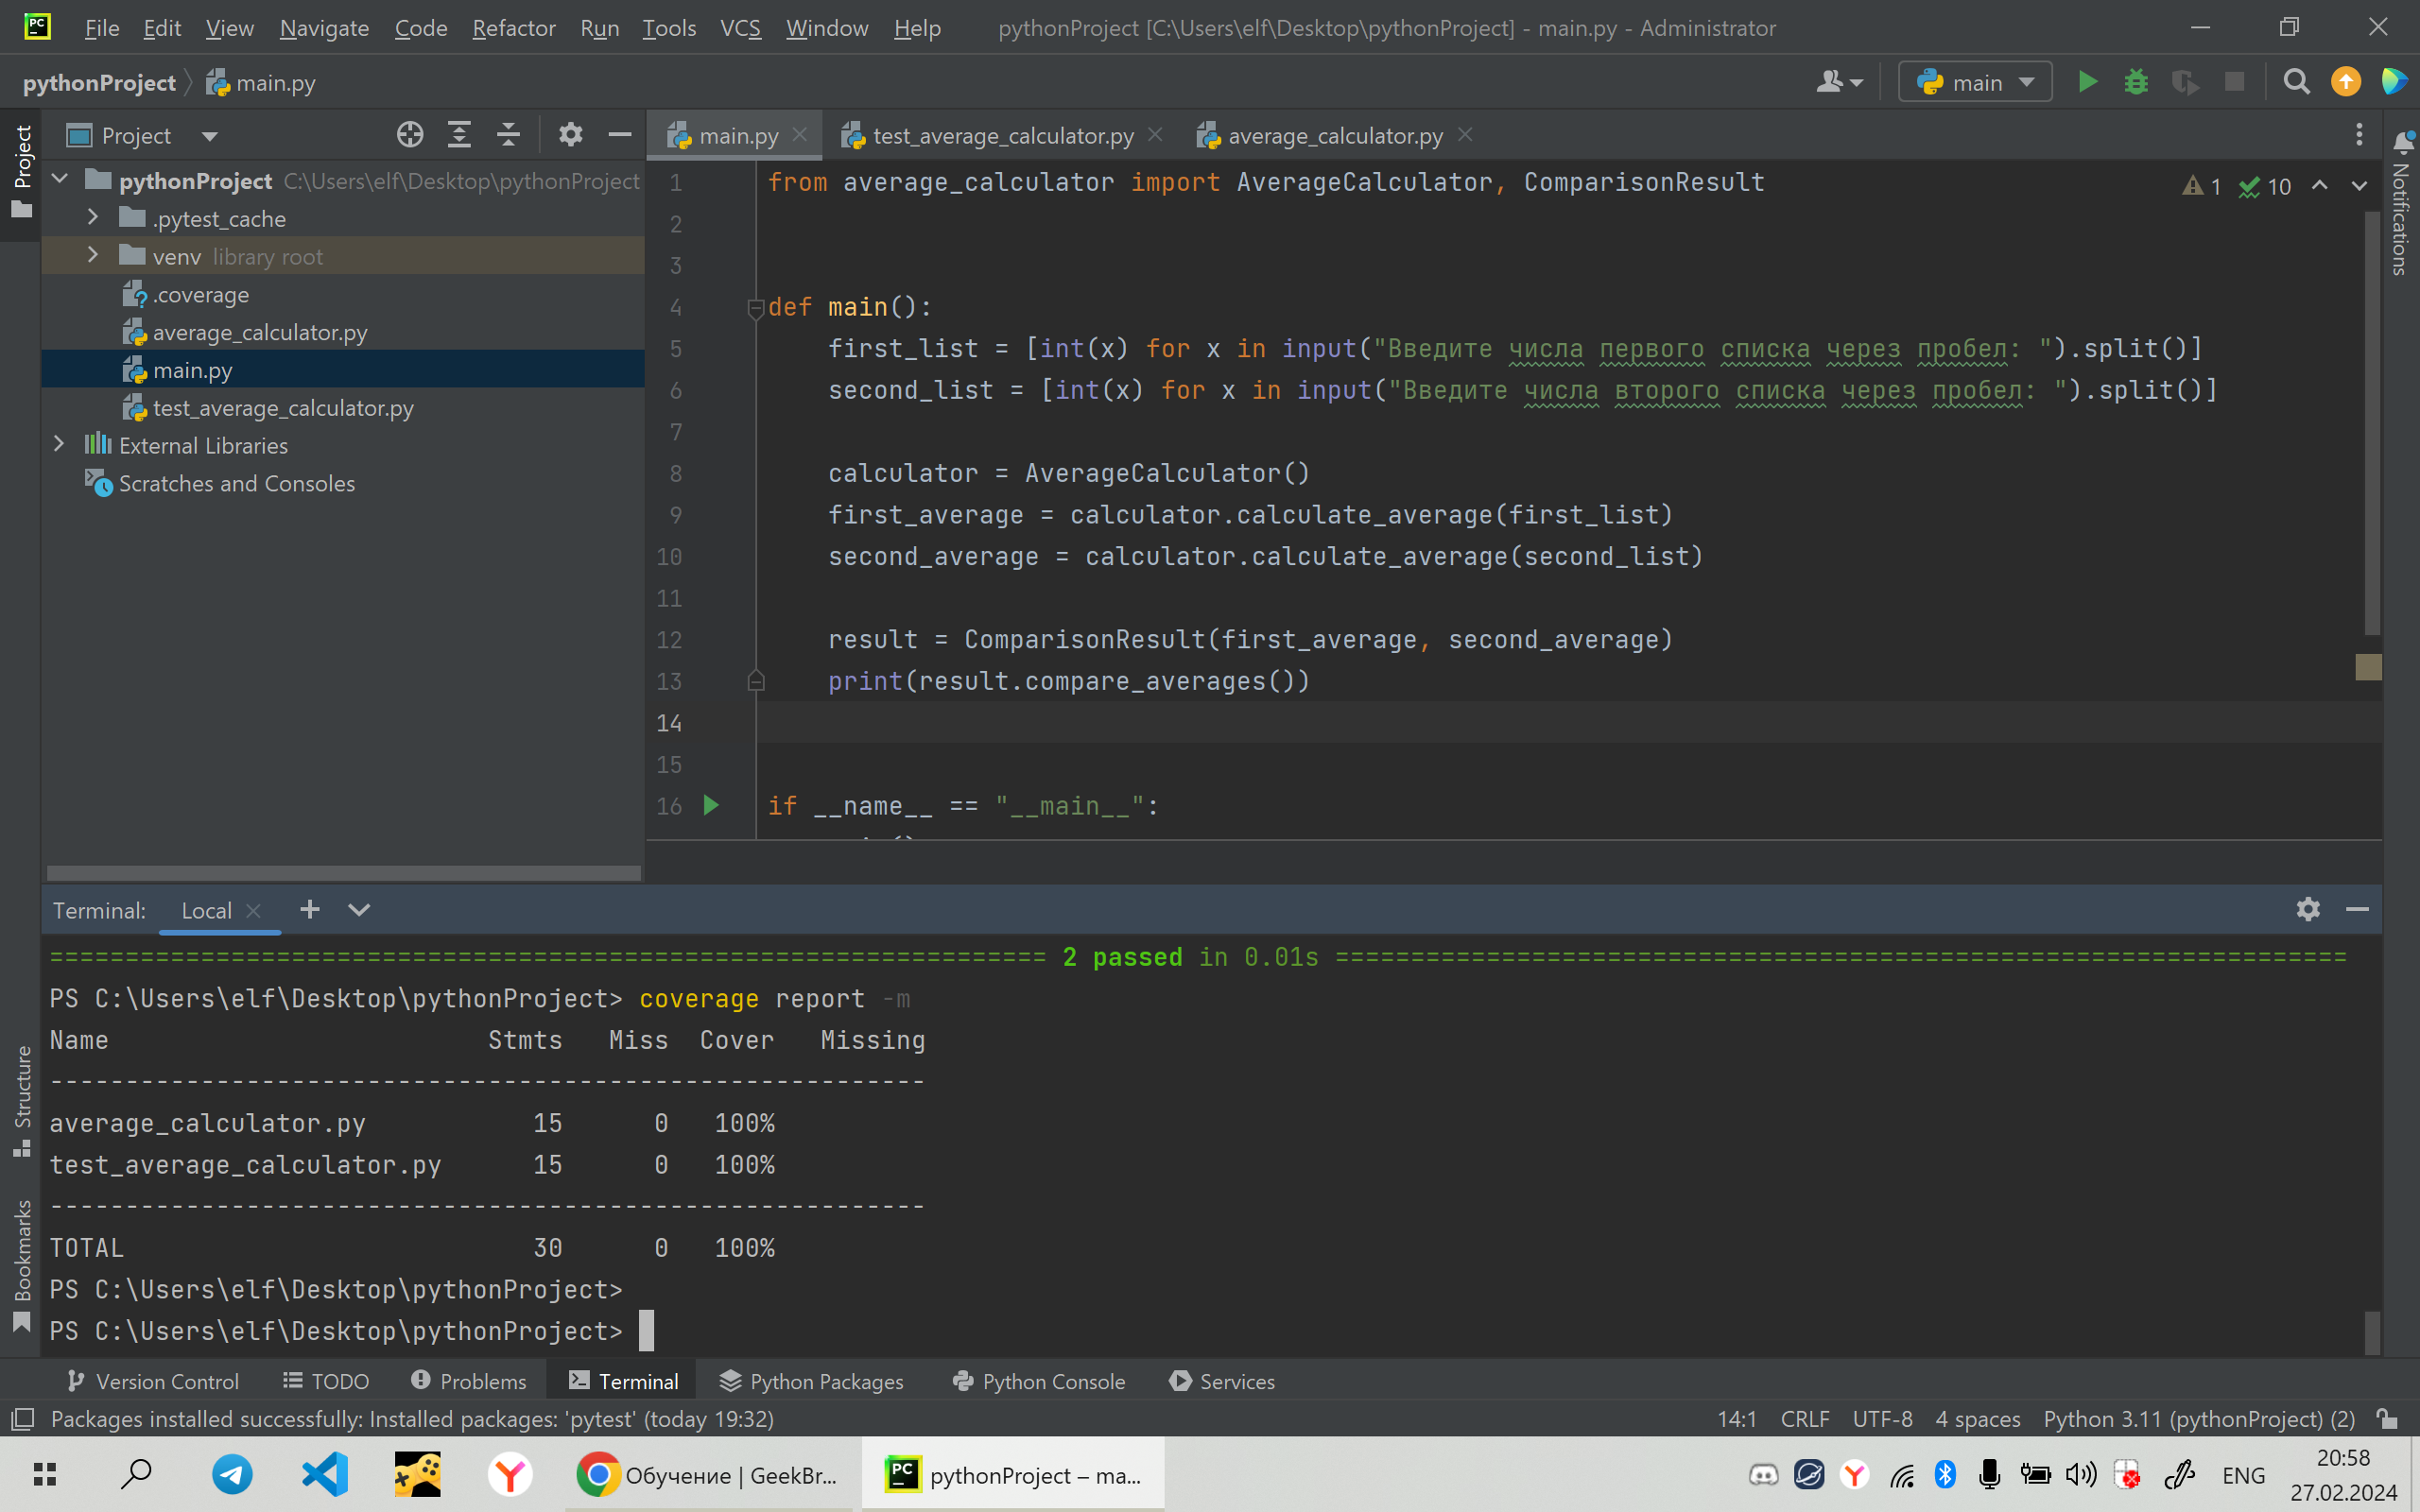 PC File Edit View Navigate Code Refactor Run Tools VCS Window Help pythonProject [C:\Users\elf\Desktop\pythonProject] - main.py - Administrator
pythonProject main.py main
Project
Project
main.py test_average_calculator.py average_calculator.py
pythonProject C:\Users\elf\Desktop\pythonProject
.pytest_cache
venv library root
.coverage
average_calculator.py
main.py
test_average_calculator.py
External Libraries
Scratches and Consoles
1 from average_calculator import AverageCalculator, ComparisonResult
1 10
2
3
4 def main():
5 first_list = [int(x) for x in input("Введите числа первого списка через пробел: ").split()]
6 second_list = [int(x) for x in input("Введите числа второго списка через пробел: ").split()]
7
8 calculator = AverageCalculator()
9 first_average = calculator.calculate_average(first_list)
10 second_average = calculator.calculate_average(second_list)
11
12 result = ComparisonResult(first_average, second_average)
13 print(result.compare_averages())
14
15
16 if __name__ == "__main__":
Notifications
Terminal: Local
=================================================================== 2 passed in 0.01s ====================================================================
PS C:\Users\elf\Desktop\pythonProject> coverage report -m
Name Stmts Miss Cover Missing
----------------------------------------------------------
average_calculator.py 15 0 100%
test_average_calculator.py 15 0 100%
----------------------------------------------------------
TOTAL 30 0 100%
PS C:\Users\elf\Desktop\pythonProject>
PS C:\Users\elf\Desktop\pythonProject>
Structure
Bookmarks
Version Control TODO Problems Terminal Python Packages Python Console Services
Packages installed successfully: Installed packages: 'pytest' (today 19:32) 14:1 CRLF UTF-8 4 spaces Python 3.11 (pythonProject) (2)
Обучение | GeekBr... PC pythonProject – ma... ENG 20:58
27.02.2024